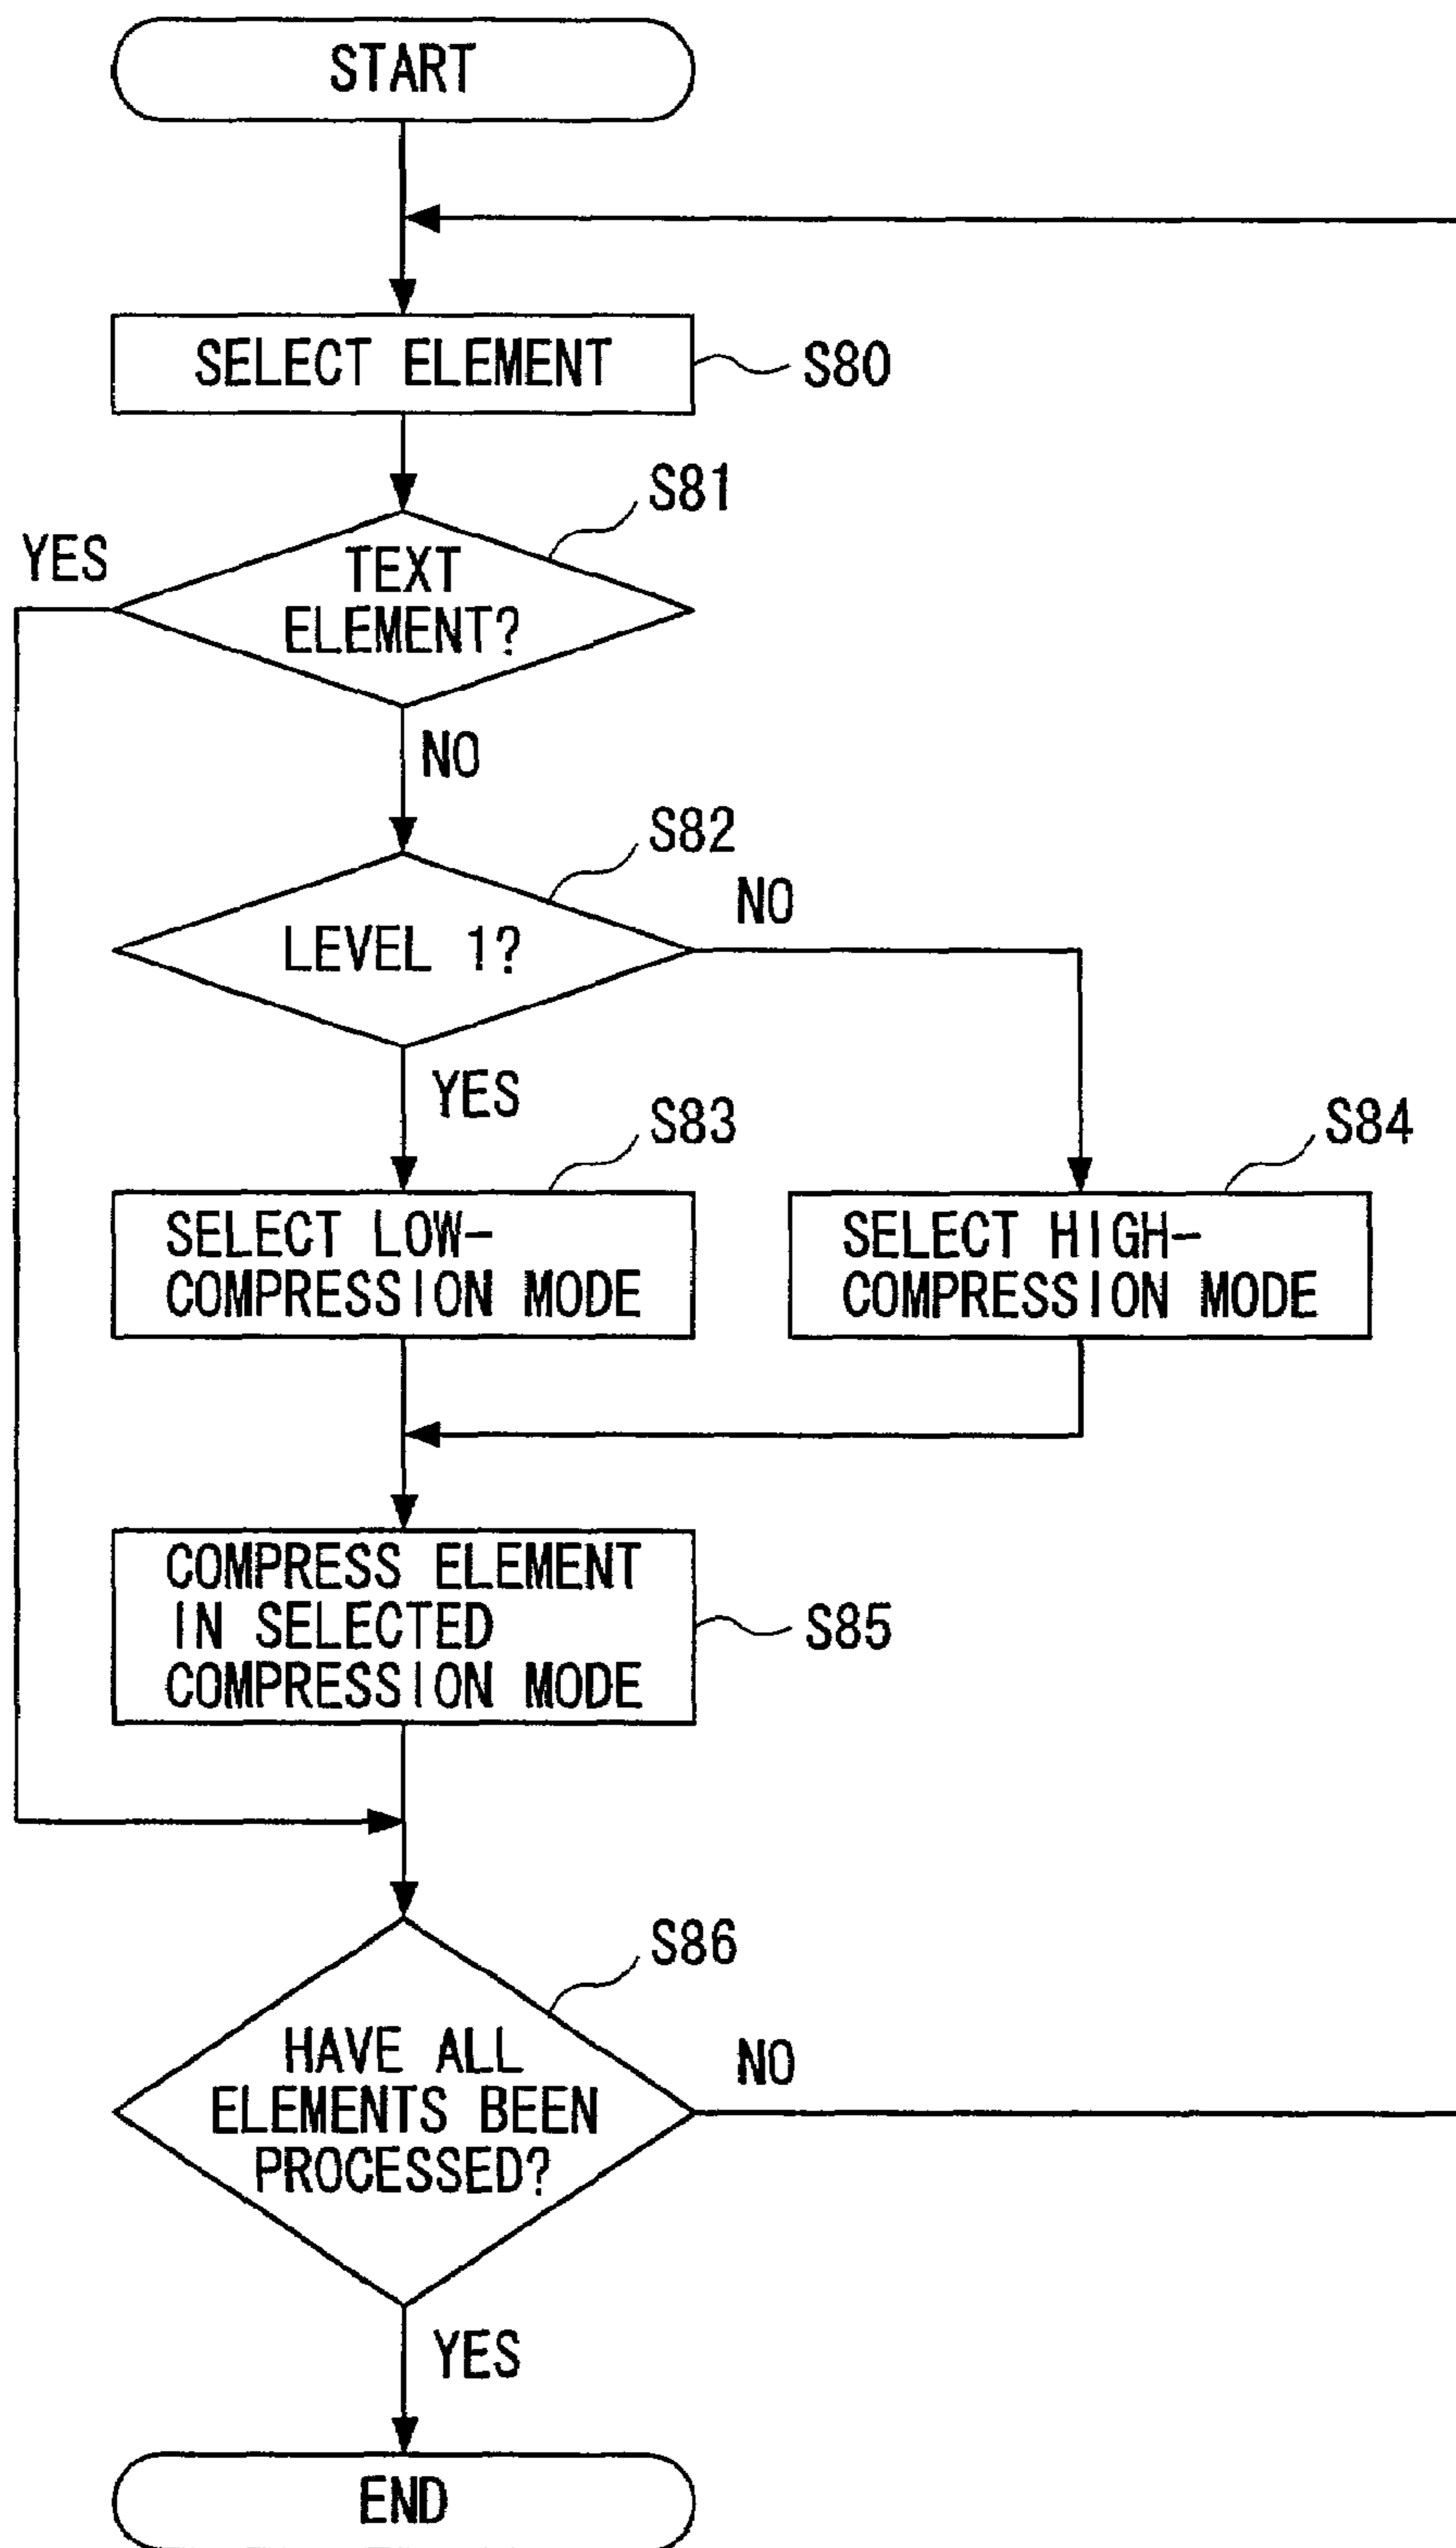 START
SELECT ELEMENT
S80
S81
YES
TEXT
ELEMENT?
NO
S82
NO
LEVEL 1?
YES
S83
S84
SELECT LOW-
COMPRESSION MODE
SELECT HIGH-
COMPRESSION MODE
COMPRESS ELEMENT
IN SELECTED
COMPRESSION MODE
S85
S86
HAVE ALL
ELEMENTS BEEN
PROCESSED?
NO
YES
END